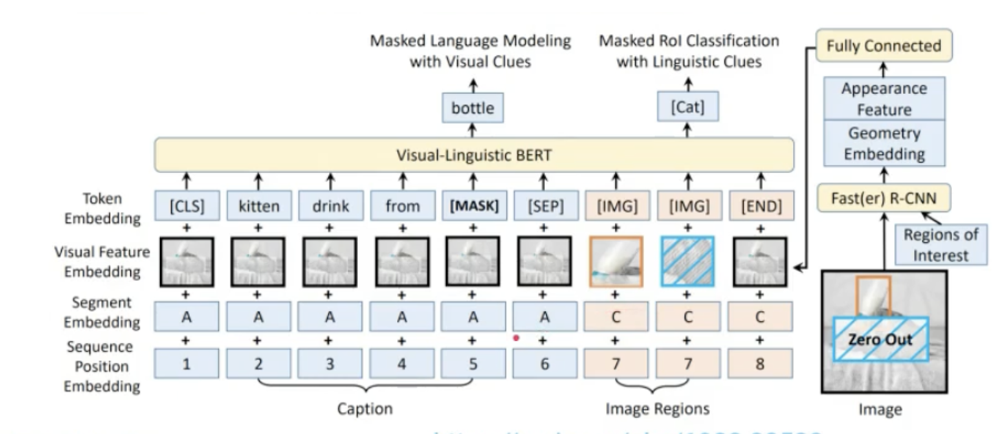 Masked Language Modeling
with Visual Clues
Masked RoI Classification
with Linguistic Clues
Fully Connected
bottle
[Cat]
Appearance
Feature
Geometry
Embedding
Visual-Linguistic BERT
Fast(er) R-CNN
Regions of
Interest
Token
Embedding
[CLS] kitten drink from [MASK] [SEP] [IMG] [IMG] [END]
+ + + + + + + + +
Visual Feature
Embedding
+ + + + + + + + +
Segment
Embedding
A A A A A A C C C
+ + + + + + + + +
Sequence
Position
Embedding
1 2 3 4 5 6 7 7 8
Zero Out
Caption
Image Regions
Image